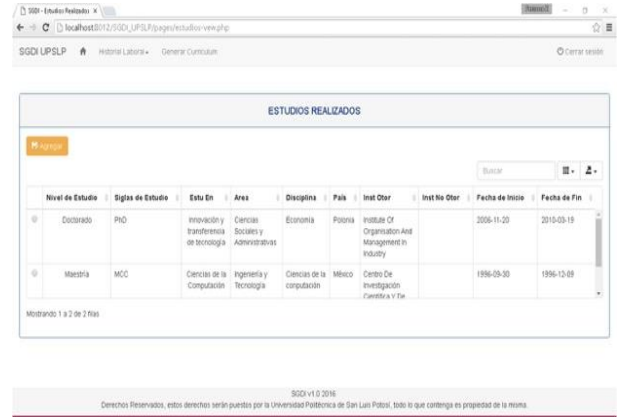 SGDI - Estudios Realizados
localhost:8012/SGDI_UPSLP/pages/estudios-vew.php
SGDI UPSLP Historial Laboral Generar Curriculum Cerrar sesión
ESTUDIOS REALIZADOS
Agregar
Buscar
Nivel de Estudio Siglas de Estudio Estu En Area Disciplina País Inst Otor Inst No Otor Fecha de Inicio Fecha de Fin
Doctorado PhD Innovación y Ciencias Economía Polonia Institute Of 2006-11-20 2010-03-19
transferencia Sociales y Organisation And
de tecnología Administrativas Management In
Industry
Maestría MCC Ciencias de la Ingeniería y Ciencias de la México Centro De 1996-09-30 1996-12-09
Computación Tecnología conputación Investigación
Científica Y De
Mostrando 1 a 2 de 2 filas
SGDI v1.0 2016
Derechos Reservados, estos derechos serán puestos por la Universidad Politécnica de San Luis Potosí, todo lo que contenga es propiedad de la misma